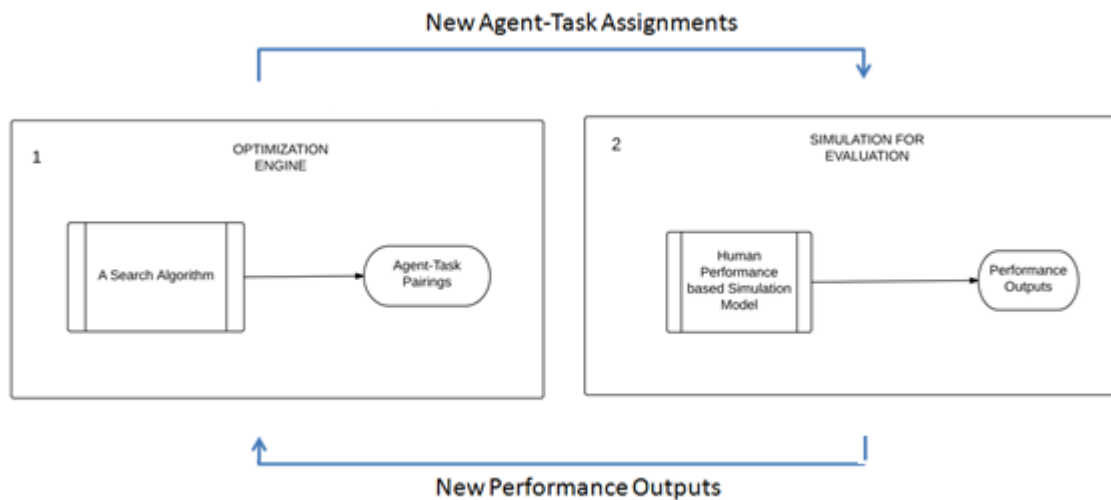 New Agent-Task Assignments
1
OPTIMIZATION
ENGINE
A Search Algorithm
Agent-Task
Pairings
2
SIMULATION FOR
EVALUATION
Human
Performance
based Simulation
Model
Performance
Outputs
New Performance Outputs